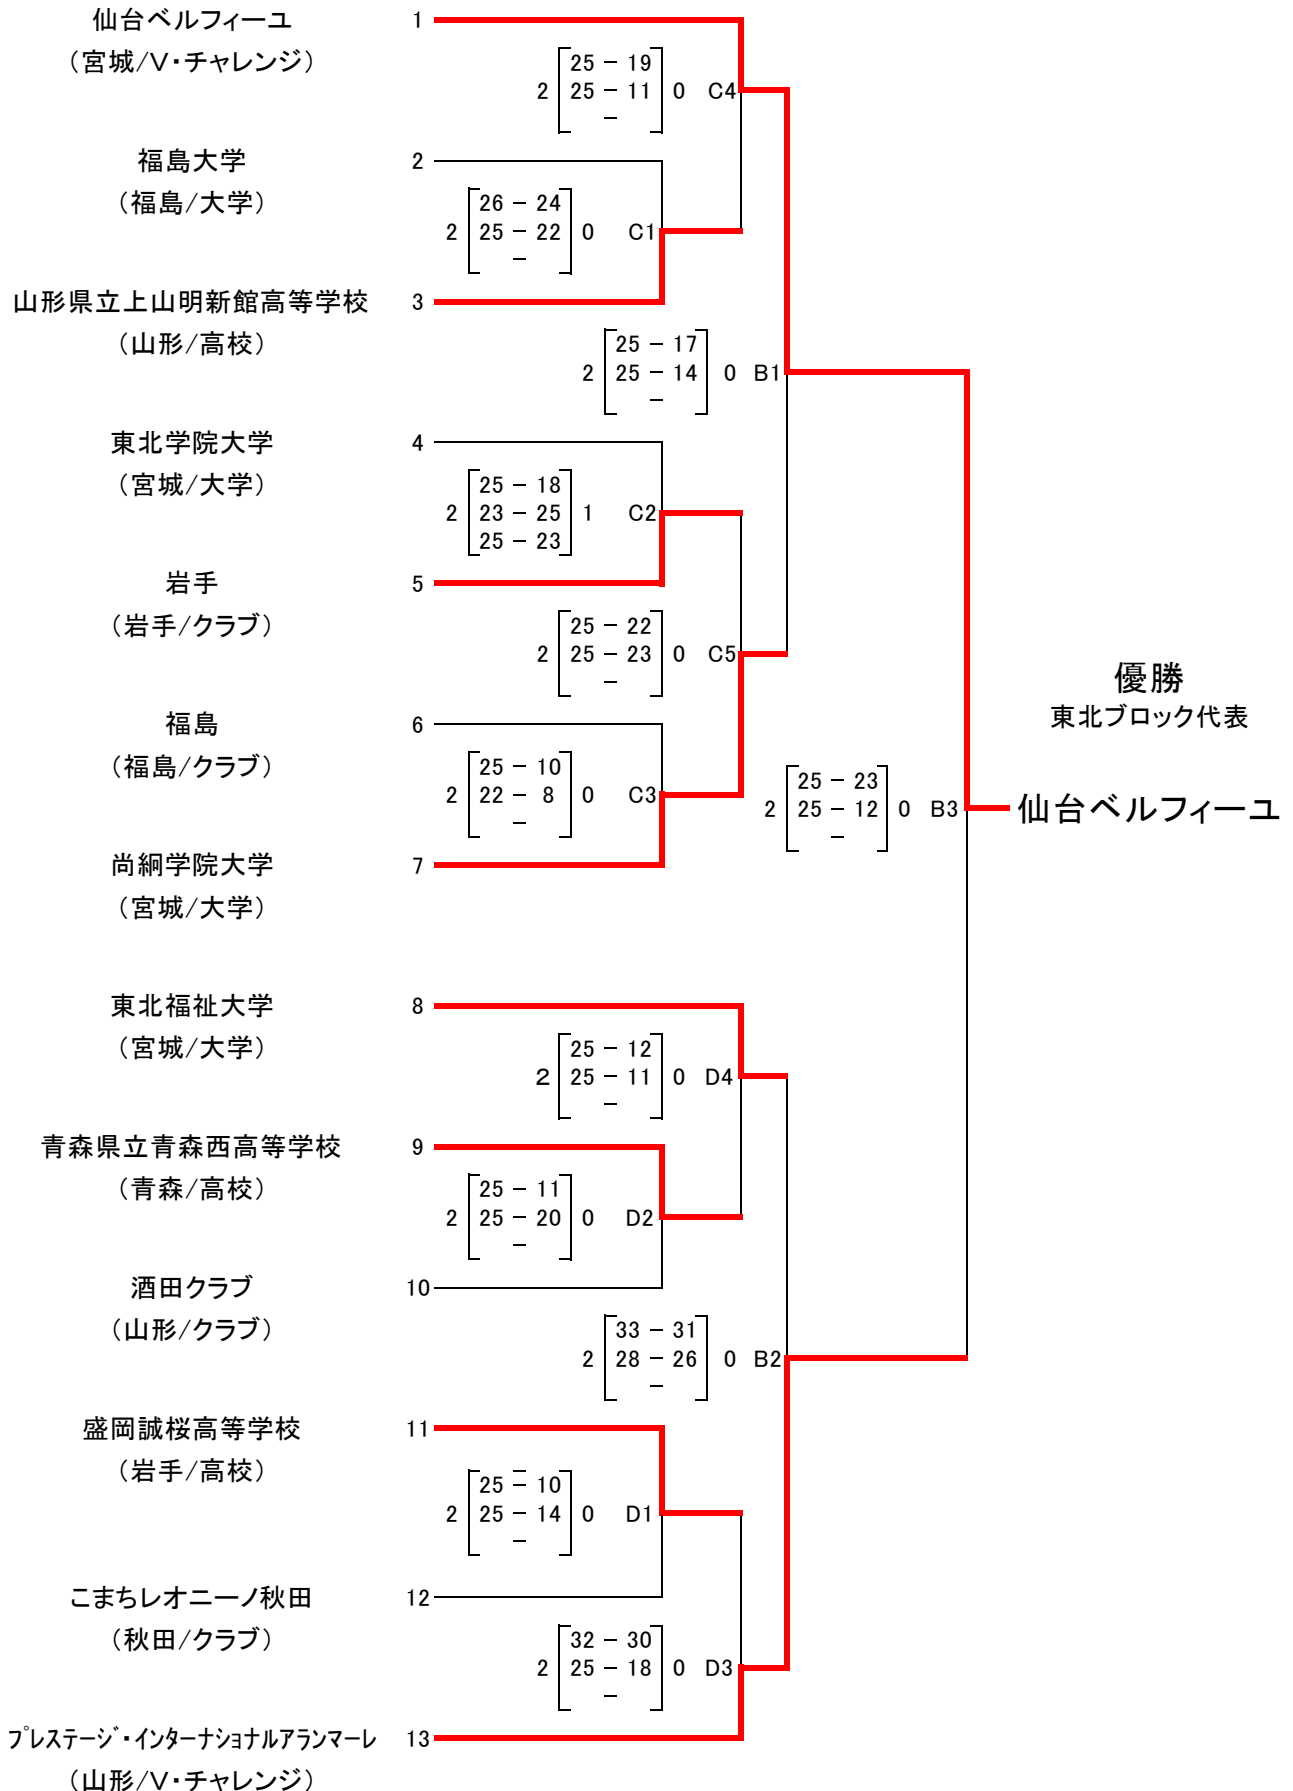 仙台ベルフィーユ 1
（宮城/V・チャレンジ）
25 － 19
2 25 － 11 0 C4
－
福島大学 2
（福島/大学）
26 － 24
2 25 － 22 0 C1
－
山形県立上山明新館高等学校 3
（山形/高校）
25 － 17
2 25 － 14 0 B1
－
東北学院大学 4
（宮城/大学）
25 － 18
2 23 － 25 1 C2
25 － 23
岩手 5
（岩手/クラブ）
25 － 22
2 25 － 23 0 C5
－
福島 6
（福島/クラブ）
25 － 10
2 22 － 8 0 C3
－
尚絅学院大学 7
（宮城/大学）
優勝
東北ブロック代表
25 － 23
2 25 － 12 0 B3
－
仙台ベルフィーユ
東北福祉大学 8
（宮城/大学）
25 － 12
２ 25 － 11 0 D4
－
青森県立青森西高等学校 9
（青森/高校）
25 － 11
2 25 － 20 0 D2
－
酒田クラブ 10
（山形/クラブ）
33 － 31
2 28 － 26 0 B2
－
盛岡誠桜高等学校 11
（岩手/高校）
－
25 － 10
2 25 － 14 0 D1
－
こまちレオニーノ秋田 12
（秋田/クラブ）
32 － 30
2 25 － 18 0 D3
－
ﾌﾟﾚｽﾃｰｼﾞ・ｲﾝﾀｰﾅｼｮﾅﾙｱﾗﾝﾏｰﾚ 13
（山形/V・チャレンジ）